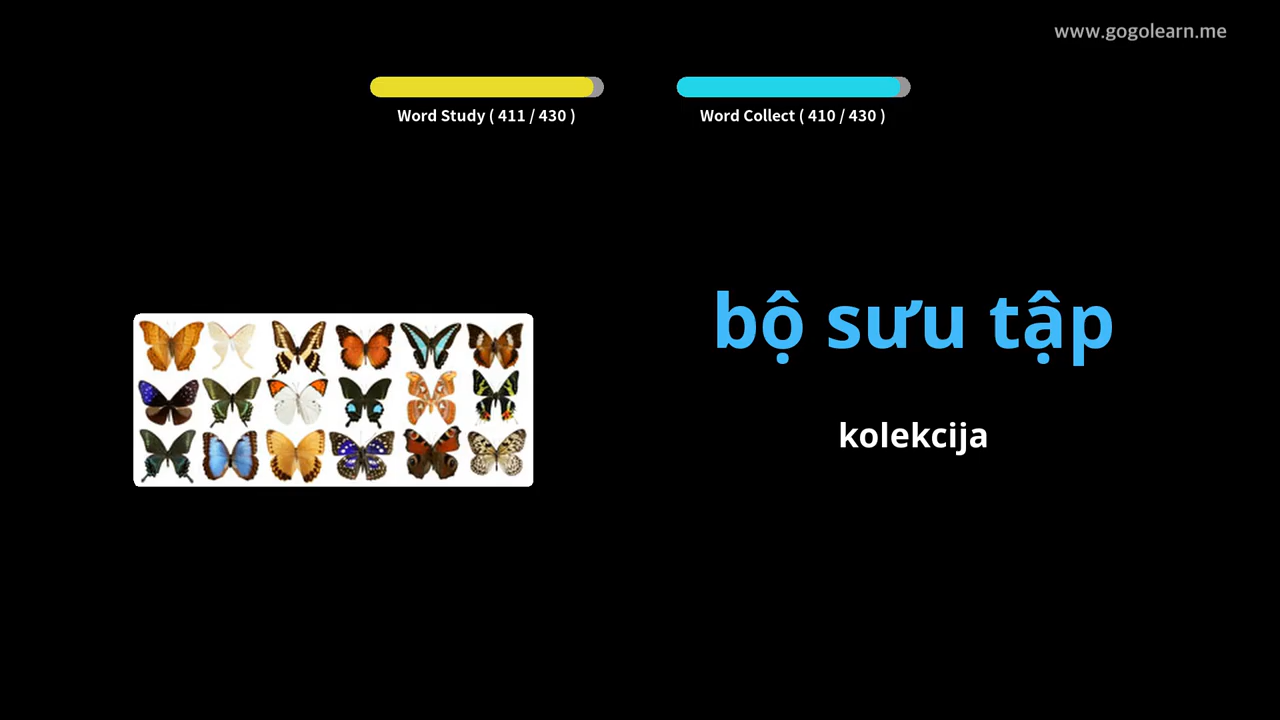 www.gogolearn.me
Word Study ( 411 / 430 )
Word Collect ( 410 / 430 )
bộ sưu tập
kolekcija